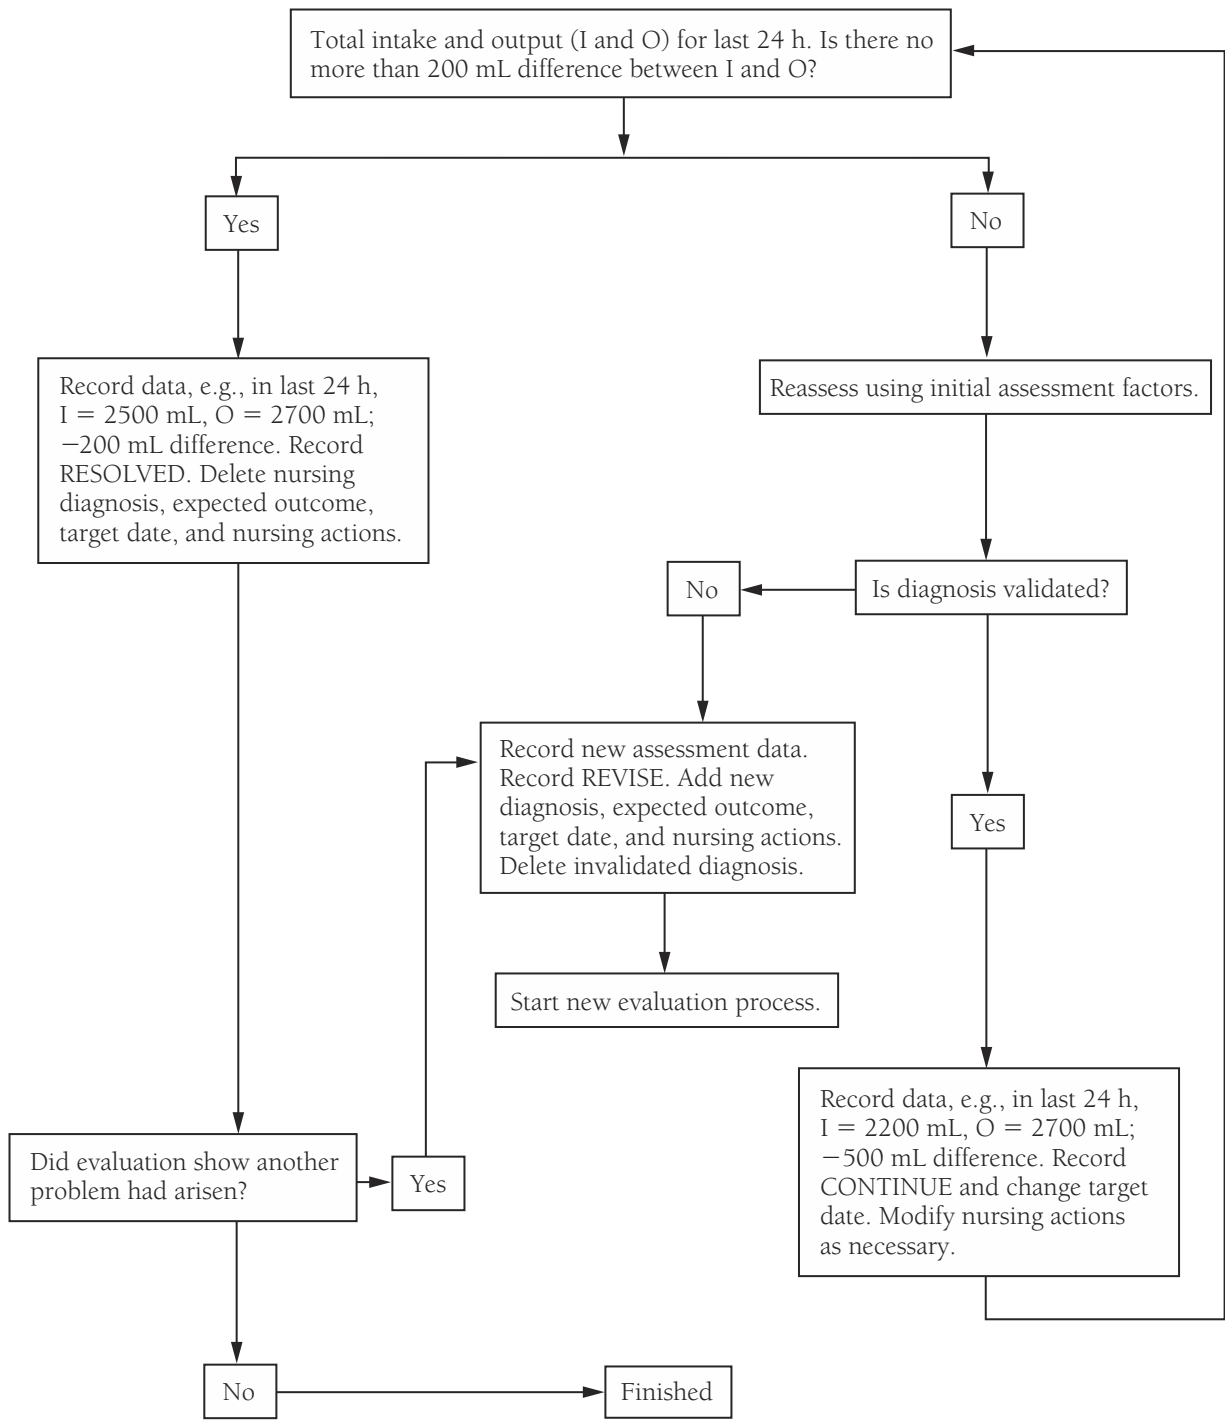 Total intake and output (I and O) for last 24 h. Is there no
more than 200 mL difference between I and O?
Yes
No
Record data, e.g., in last 24 h,
I = 2500 mL, O = 2700 mL;
−200 mL difference. Record
RESOLVED. Delete nursing
diagnosis, expected outcome,
target date, and nursing actions.
Reassess using initial assessment factors.
No
Is diagnosis validated?
Record new assessment data.
Record REVISE. Add new
diagnosis, expected outcome,
target date, and nursing actions.
Delete invalidated diagnosis.
Yes
Start new evaluation process.
Record data, e.g., in last 24 h,
I = 2200 mL, O = 2700 mL;
−500 mL difference. Record
CONTINUE and change target
date. Modify nursing actions
as necessary.
Did evaluation show another
problem had arisen?
Yes
No
Finished